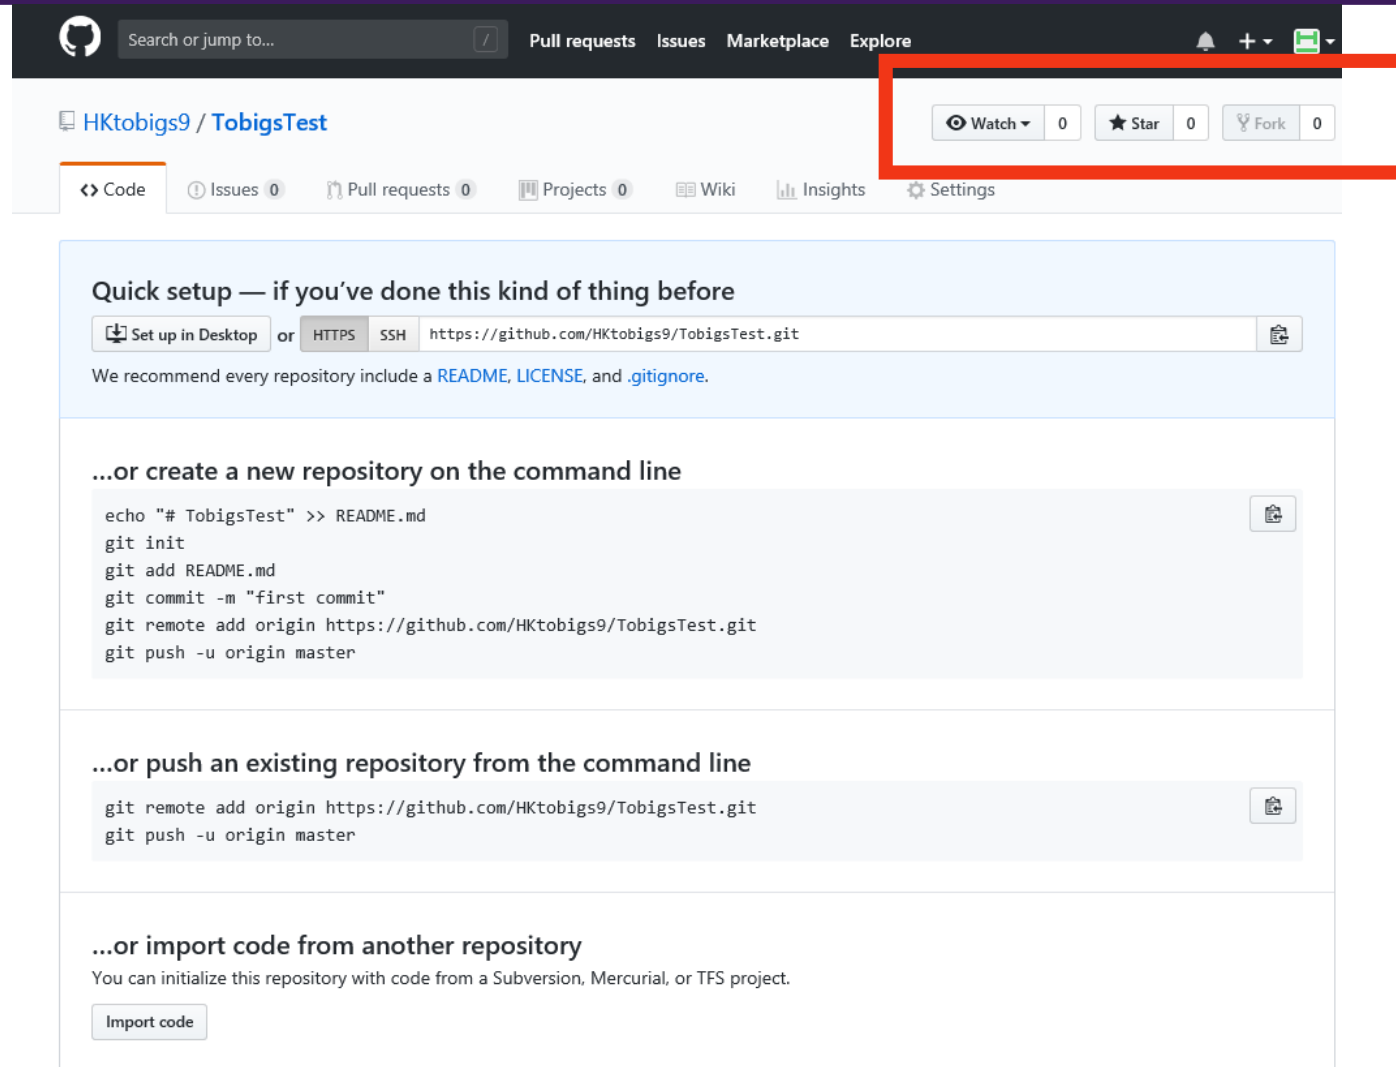 Search or jump to... / Pull requests Issues Marketplace Explore
HKtobigs9 / TobigsTest Watch 0 Star 0 Fork 0
<> Code Issues 0 Pull requests 0 Projects 0 Wiki Insights Settings
Quick setup — if you’ve done this kind of thing before
Set up in Desktop or HTTPS SSH https://github.com/HKtobigs9/TobigsTest.git
We recommend every repository include a README, LICENSE, and .gitignore.
…or create a new repository on the command line
echo "# TobigsTest" >> README.md
git init
git add README.md
git commit -m "first commit"
git remote add origin https://github.com/HKtobigs9/TobigsTest.git
git push -u origin master
…or push an existing repository from the command line
git remote add origin https://github.com/HKtobigs9/TobigsTest.git
git push -u origin master
…or import code from another repository
You can initialize this repository with code from a Subversion, Mercurial, or TFS project.
Import code